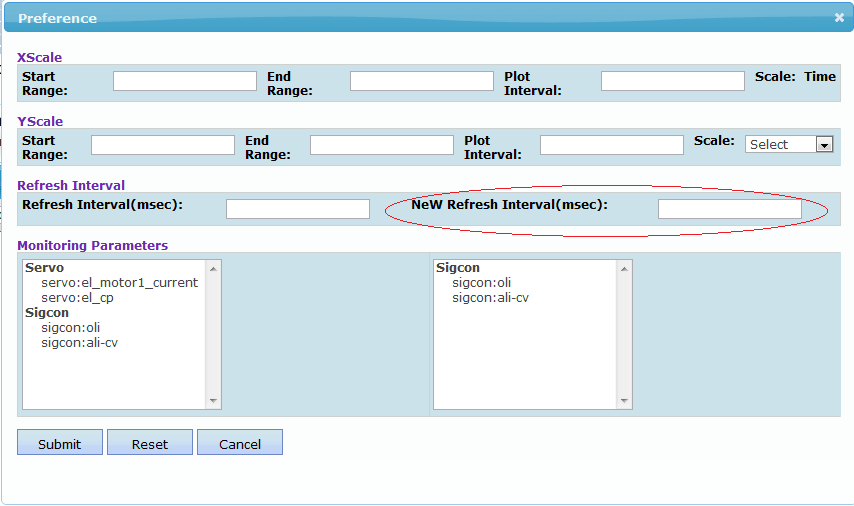 Preference
XScale
Start Range: End Range: Plot Interval: Scale: Time
YScale
Start Range: End Range: Plot Interval: Scale: Select
Refresh Interval
Refresh Interval(msec): NeW Refresh Interval(msec):
Monitoring Parameters
Servo
servo:el_motor1_current
servo:el_cp
Sigcon
sigcon:oli
sigcon:ali-cv
Sigcon
sigcon:oli
sigcon:ali-cv
Submit Reset Cancel